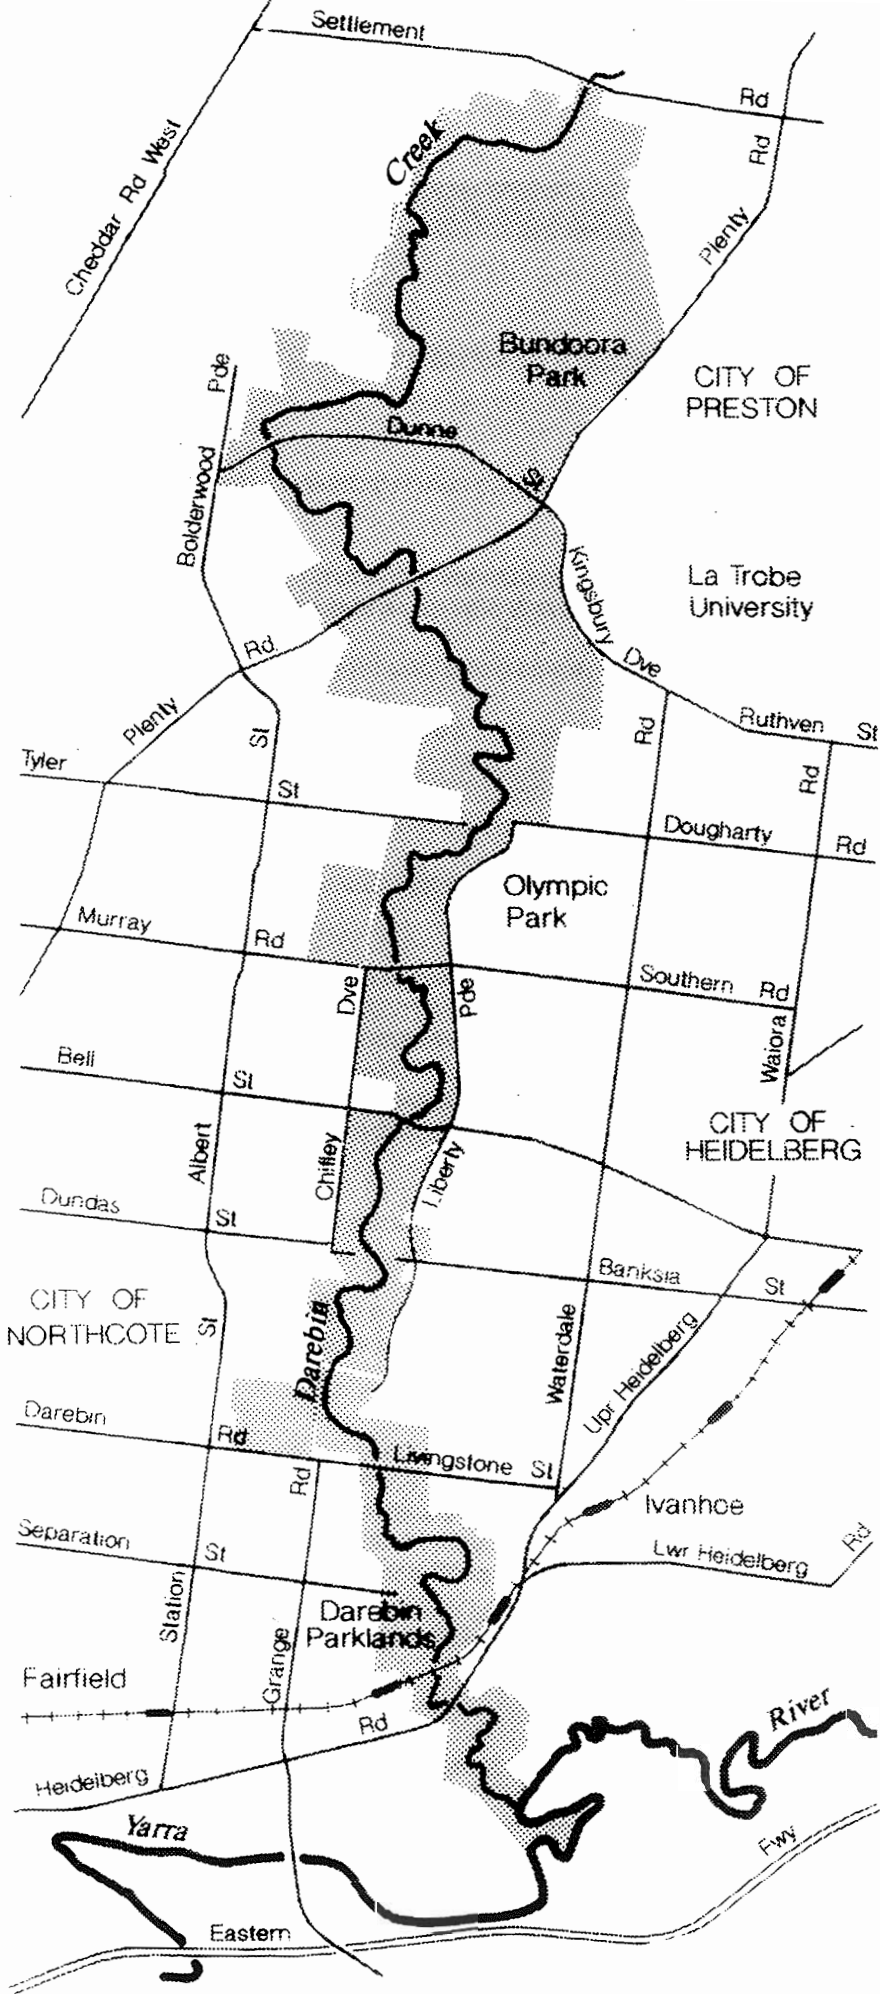 Settlement
Rd
Rd
Creek
Cheddar Rd West
Plenty
Bundoora
Park
Pde
CITY OF
PRESTON
Dunne
St
Bolderwood
Kingsbury
La Trobe
University
Rd
Dve
Plenty
St
Rd
Ruthven St
Rd
Tyler
St
Dougharty
Rd
Olympic
Park
Murray
Rd
Dve
Pde
Southern Rd
Waiora
Bell
St
CITY OF
HEIDELBERG
Albert
Chifley
Liberty
Dundas
St
Banksia
St
CITY OF
NORTHCOTE
St
Darebin
Waterdale
Upr Heidelberg
Darebin
Rd
Livingstone St
Rd
Ivanhoe
Separation
St
Lwr Heidelberg
Rd
Station
Darebin
Parklands
Grange
Fairfield
Rd
River
Heidelberg
Yarra
Fwy
Eastern